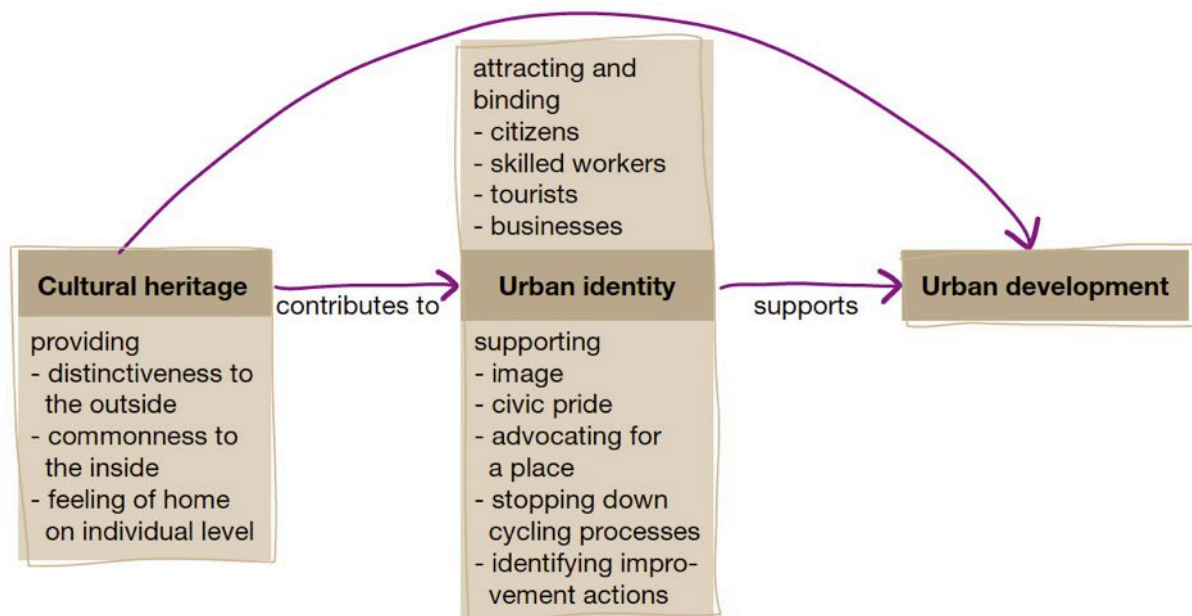 Cultural heritage
providing
- distinctiveness to
the outside
- commonness to
the inside
- feeling of home
on individual level
contributes to
attracting and
binding
- citizens
- skilled workers
- tourists
- businesses
Urban identity
supporting
- image
- civic pride
- advocating for
a place
- stopping down
cycling processes
- identifying impro-
vement actions
supports
Urban development